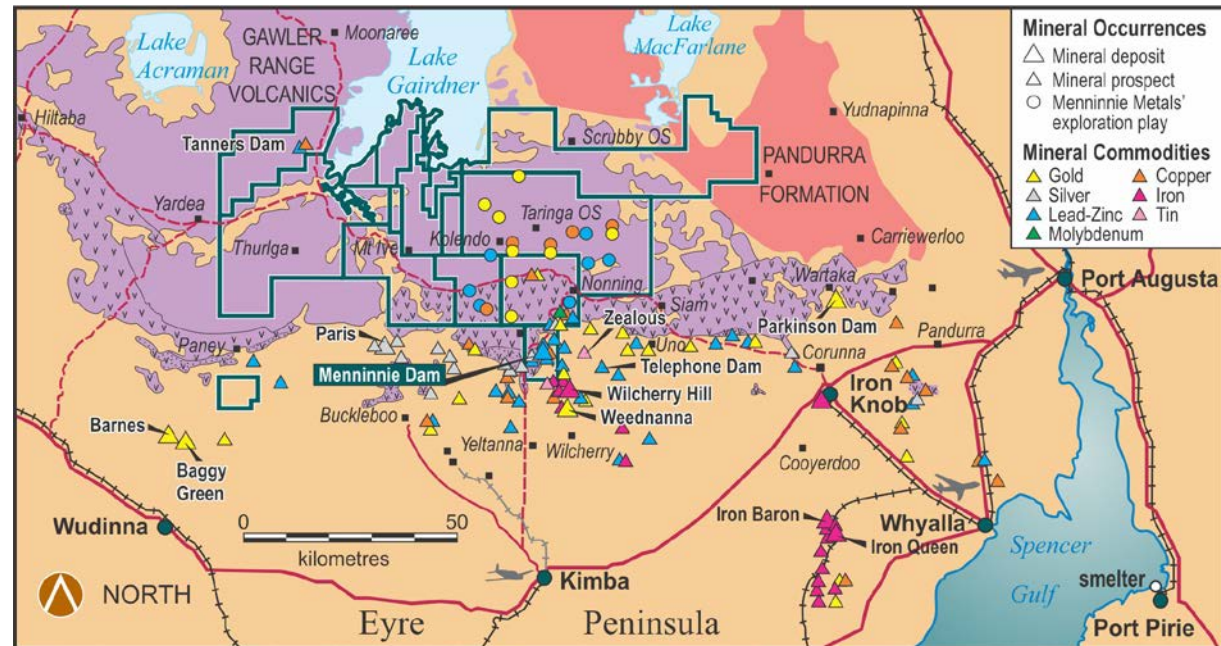 Lake
Acraman
GAWLER
RANGE
VOLCANICS
Moonaree
Lake
Gairdner
Lake
MacFarlane
Hiltaba
Tanners Dam
Scrubby OS
Yudnapinna
PANDURRA
FORMATION
Yardea
Thurlga
Mt Ive
Kolendo
Taringa OS
Carriewerloo
Nonning
Siam
Wartaka
Port Augusta
Paney
Paris
Zealous
Parkinson Dam
Pandurra
Menninnie Dam
Uno
Telephone Dam
Corunna
Wilcherry Hill
Iron
Knob
Weednanna
Buckleboo
Barnes
Baggy
Green
Yeltanna
Wilcherry
Cooyerdoo
Wudinna
0
50
kilometres
Iron Baron
Whyalla
Iron Queen
Spencer
Gulf
smelter
Kimba
NORTH
Eyre
Peninsula
Port Pirie
Mineral Occurrences
Mineral deposit
Mineral prospect
Menninnie Metals'
exploration play
Mineral Commodities
Gold
Copper
Silver
Iron
Lead-Zinc
Tin
Molybdenum